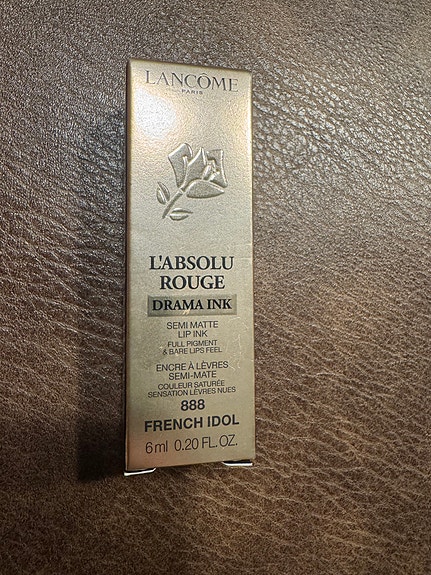 LANCÔME
PARIS
L'ABSOLU
ROUGE
DRAMA INK
SEMI MATTE
LIP INK
FULL PIGMENT
& BARE LIPS FEEL
ENCRE À LÈVRES
SEMI-MATE
COULEUR SATURÉE
SENSATION LÈVRES NUES
888
FRENCH IDOL
6 ml 0.20 FL.OZ.